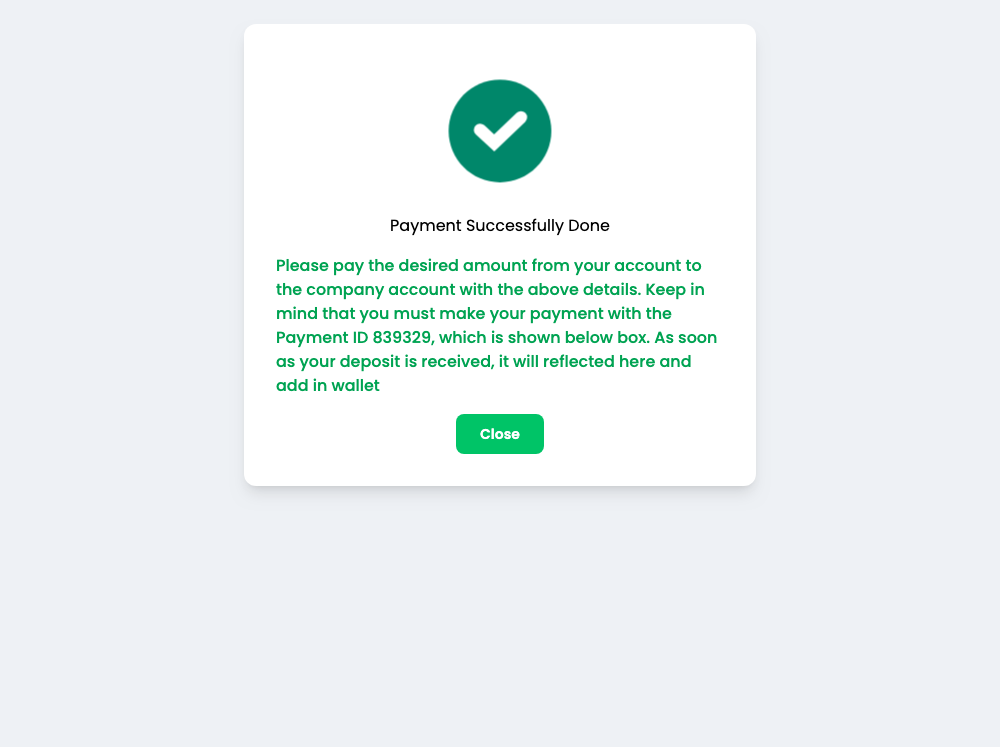 Payment Successfully Done
Please pay the desired amount from your account to
the company account with the above details. Keep in
mind that you must make your payment with the
Payment ID 839329, which is shown below box. As soon
as your deposit is received, it will reflected here and
add in wallet
Close